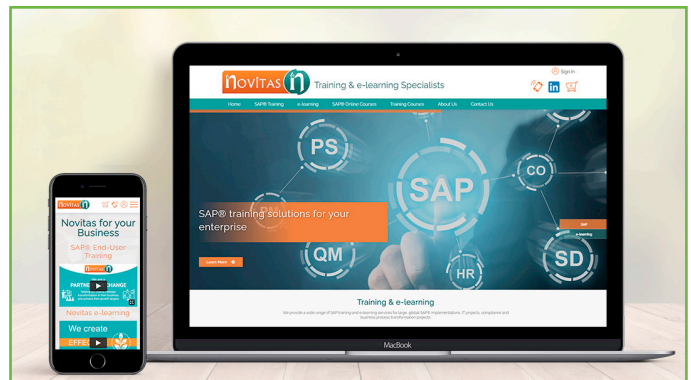 novitas n Training & e-learning Specialists
Sign In
in
Home SAP® Training e-learning SAP® Online Courses Training Courses About Us Contact Us
PS
SAP
CO
SAP® training solutions for your
enterprise
SAP
e-learning
Learn More
QM
HR
SD
Training & e-learning
We provide a wide range of SAP training and e-learning services for large, global SAP® implementations, IT projects, compliance and
business process transformation projects.
MacBook
novitas n
Novitas for your
Business
SAP® End-User
Training
novitas n
PARTNE CHANGE
Novitas e-learning
We create
EFFEC